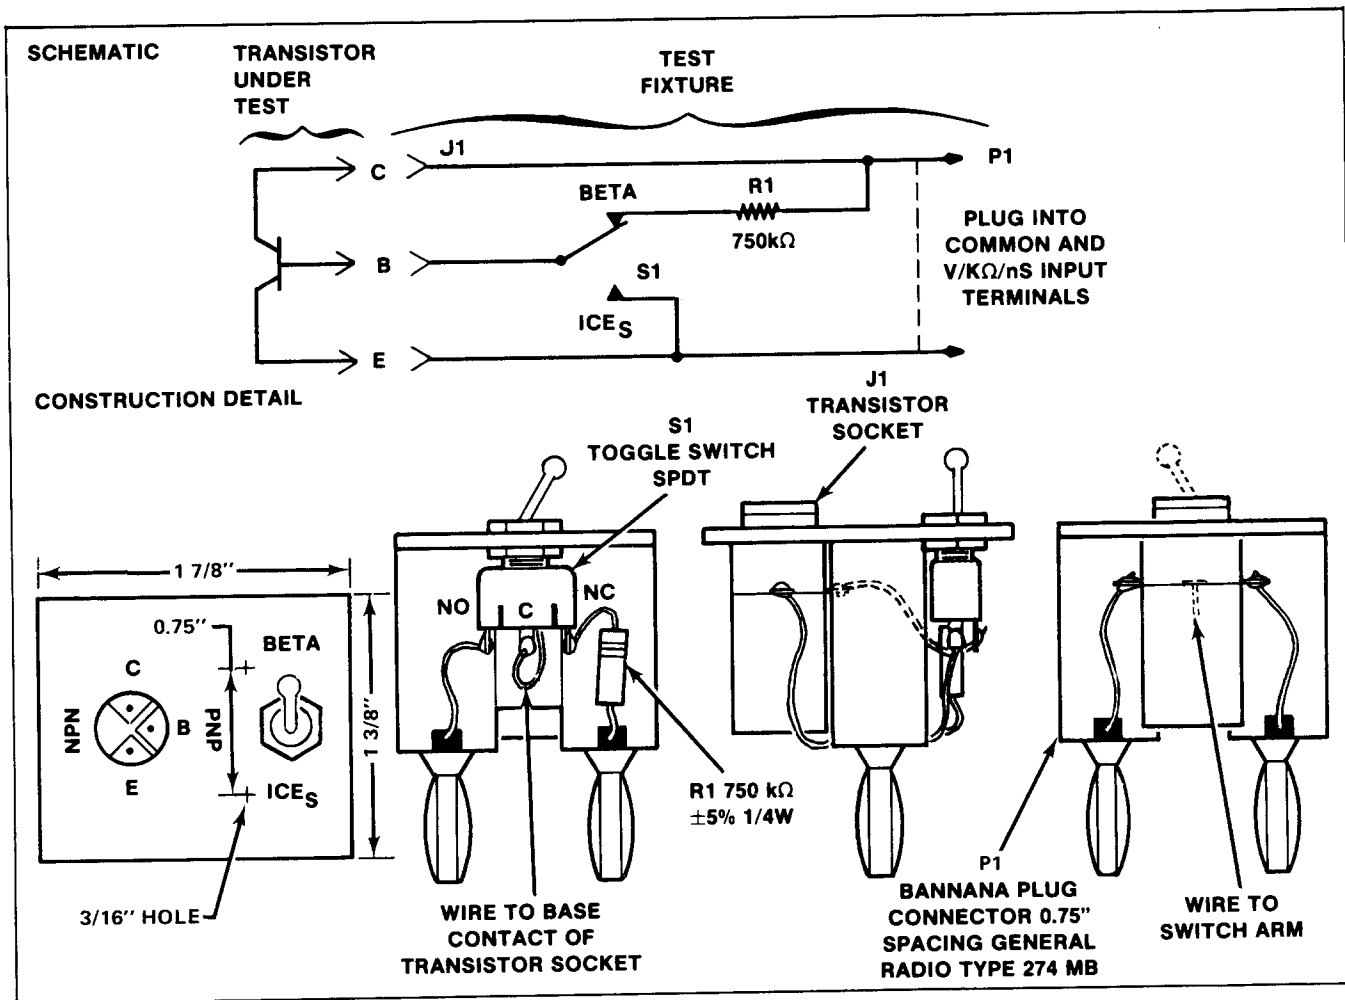 SCHEMATIC
TRANSISTOR
UNDER
TEST
TEST
FIXTURE
J1
C
P1
BETA
R1
750kΩ
B
S1
ICES
E
PLUG INTO
COMMON AND
V/KΩ/nS INPUT
TERMINALS
CONSTRUCTION DETAIL
S1
TOGGLE SWITCH
SPDT
J1
TRANSISTOR
SOCKET
1 7/8"
0.75"
BETA
C
NPN
B
PNP
E
ICES
1 3/8"
3/16" HOLE
NO
C
NC
R1 750 kΩ
±5% 1/4W
WIRE TO BASE
CONTACT OF
TRANSISTOR SOCKET
P1
BANNANA PLUG
CONNECTOR 0.75"
SPACING GENERAL
RADIO TYPE 274 MB
WIRE TO
SWITCH ARM